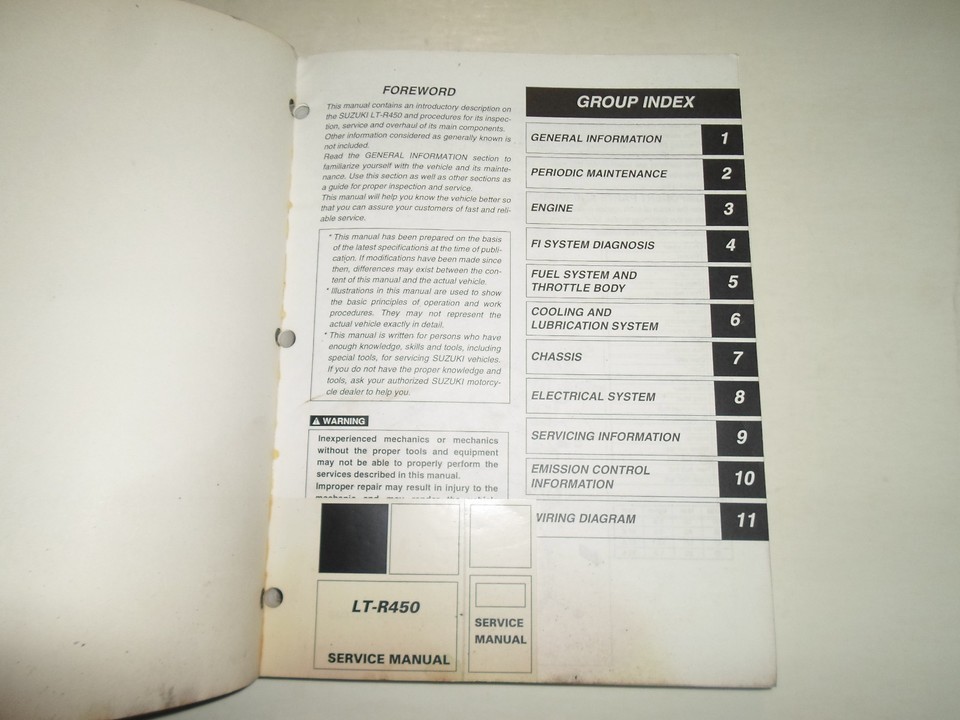 FOREWORD
This manual contains an introductory description on
the SUZUKI LT-R450 and procedures for its inspec-
tion, service and overhaul of its main components.
Other information considered as generally known is
not included.
Read the GENERAL INFORMATION section to
familiarize yourself with the vehicle and its mainte-
nance. Use this section as well as other sections as
a guide for proper inspection and service.
This manual will help you know the vehicle better so
that you can assure your customers of fast and reli-
able service.
* This manual has been prepared on the basis
of the latest specifications at the time of publi-
cation. If modifications have been made since
then, differences may exist between the con-
tent of this manual and the actual vehicle.
* Illustrations in this manual are used to show
the basic principles of operation and work
procedures. They may not represent the
actual vehicle exactly in detail.
* This manual is written for persons who have
enough knowledge, skills and tools, including
special tools, for servicing SUZUKI vehicles.
If you do not have the proper knowledge and
tools, ask your authorized SUZUKI motorcy-
cle dealer to help you.
WARNING
Inexperienced mechanics or mechanics
without the proper tools and equipment
may not be able to properly perform the
services described in this manual.
Improper repair may result in injury to the
mechanic and may render the vehicle
LT-R450
SERVICE MANUAL
SERVICE
MANUAL
GROUP INDEX
GENERAL INFORMATION 1
PERIODIC MAINTENANCE 2
ENGINE 3
FI SYSTEM DIAGNOSIS 4
FUEL SYSTEM AND
THROTTLE BODY 5
COOLING AND
LUBRICATION SYSTEM 6
CHASSIS 7
ELECTRICAL SYSTEM 8
SERVICING INFORMATION 9
EMISSION CONTROL
INFORMATION 10
WIRING DIAGRAM 11